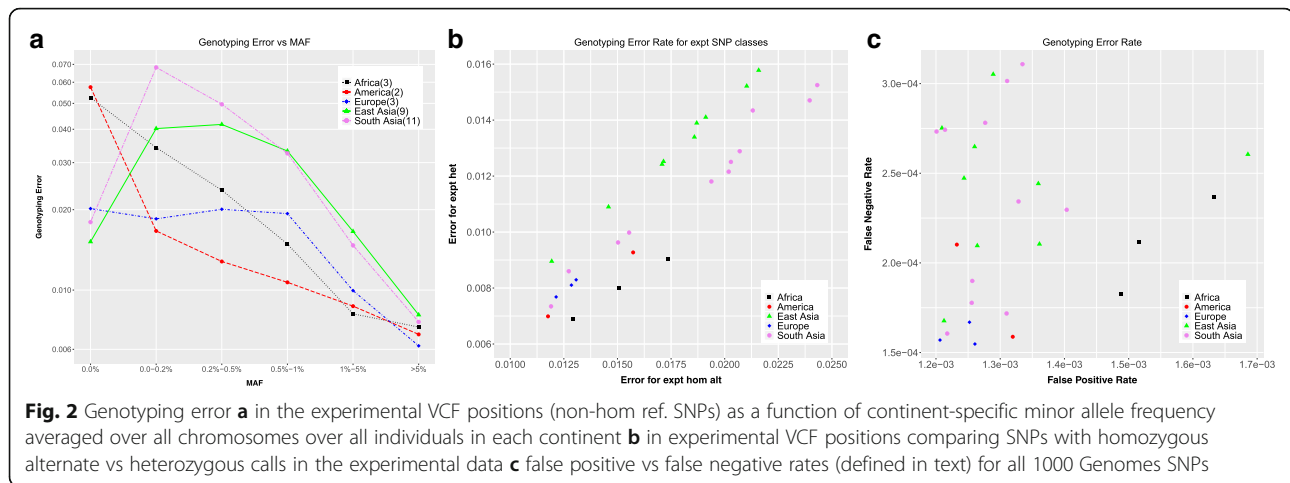 a
Genotyping Error vs MAF
Genotyping Error
0.070
0.060
0.050
0.040
0.030
0.020
0.010
0.006
Africa(3)
America(2)
Europe(3)
East Asia(9)
South Asia(11)
0.0%
0.0−0.2%
0.2%−0.5%
0.5%−1%
1%−5%
>5%
MAF
b
Genotyping Error Rate for expt SNP classes
Error for expt het
0.016
0.014
0.012
0.010
0.008
0.006
Africa
America
East Asia
Europe
South Asia
0.0100
0.0125
0.0150
0.0175
0.0200
0.0225
0.0250
Error for expt hom alt
c
Genotyping Error Rate
False Negative Rate
3.0e−04
2.5e−04
2.0e−04
1.5e−04
Africa
America
Europe
East Asia
South Asia
1.2e−03
1.3e−03
1.4e−03
1.5e−03
1.6e−03
1.7e−03
False Positive Rate
Fig. 2 Genotyping error a in the experimental VCF positions (non-hom ref. SNPs) as a function of continent-specific minor allele frequency
averaged over all chromosomes over all individuals in each continent b in experimental VCF positions comparing SNPs with homozygous
alternate vs heterozygous calls in the experimental data c false positive vs false negative rates (defined in text) for all 1000 Genomes SNPs